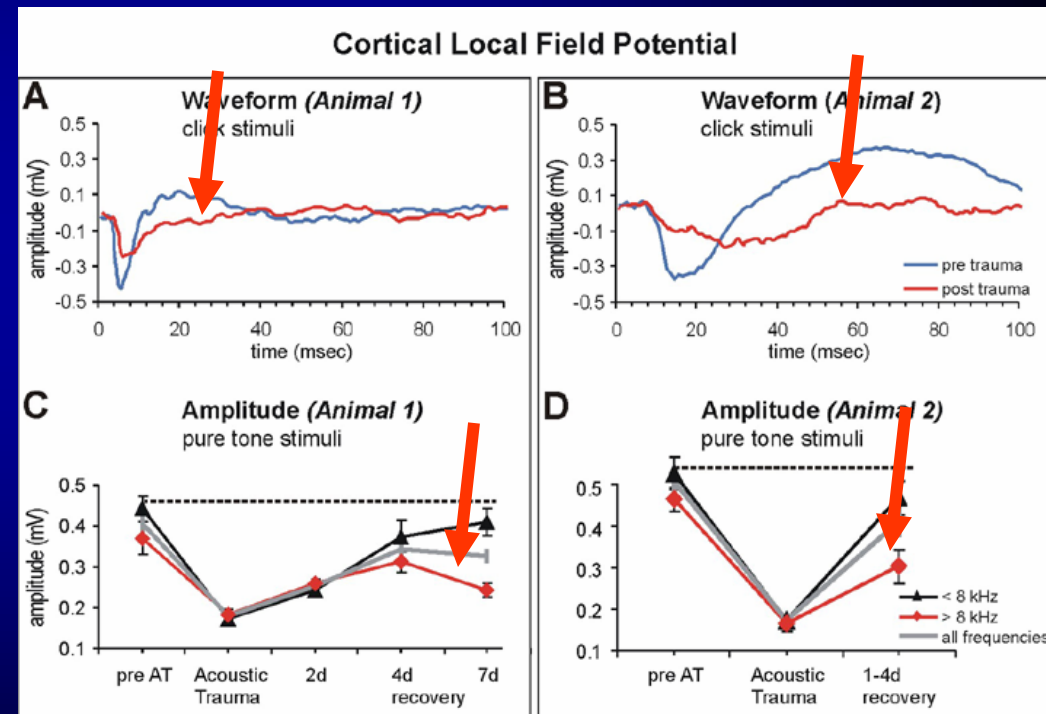 Cortical Local Field Potential
A
Waveform (Animal 1)
click stimuli
0.5
0.3
0.1
-0.1
-0.3
-0.5
amplitude (mV)
0 20 40 60 80 100
time (msec)
B
Waveform (Animal 2)
click stimuli
0.5
0.3
0.1
-0.1
-0.3
-0.5
amplitude (mV)
pre trauma
post trauma
0 20 40 60 80 100
time (msec)
C
Amplitude (Animal 1)
pure tone stimuli
0.5
0.4
0.3
0.2
0.1
amplitude (mV)
pre AT Acoustic 2d 4d 7d
Trauma recovery
D
Amplitude (Animal 2)
pure tone stimuli
0.5
0.4
0.3
0.2
0.1
amplitude (mV)
< 8 kHz
> 8 kHz
all frequencies
pre AT Acoustic 1-4d
Trauma recovery